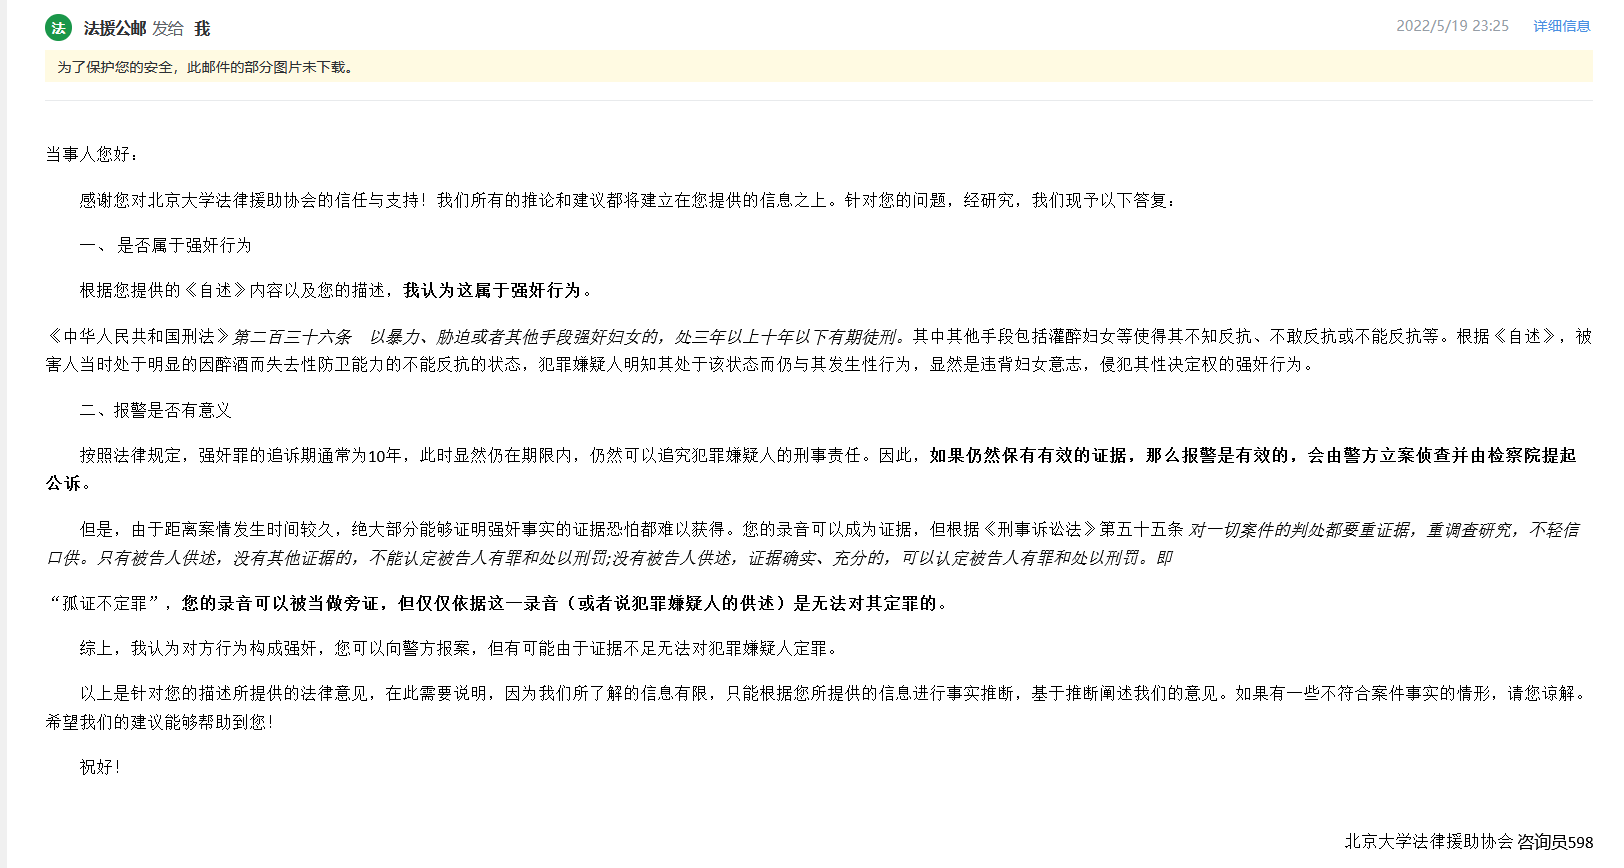 法 法援公邮 发给 我 2022/5/19 23:25 详细信息
为了保护您的安全，此邮件的部分图片未下载。
当事人您好：
感谢您对北京大学法律援助协会的信任与支持！我们所有的推论和建议都将建立在您提供的信息之上。针对您的问题，经研究，我们现予以下答复：
一、 是否属于强奸行为
根据您提供的《自述》内容以及您的描述，我认为这属于强奸行为。
《中华人民共和国刑法》第二百三十六条　以暴力、胁迫或者其他手段强奸妇女的，处三年以上十年以下有期徒刑。其中其他手段包括灌醉妇女等使得其不知反抗、不敢反抗或不能反抗等。根据《自述》，被
害人当时处于明显的因醉酒而失去性防卫能力的不能反抗的状态，犯罪嫌疑人明知其处于该状态而仍与其发生性行为，显然是违背妇女意志，侵犯其性决定权的强奸行为。
二、报警是否有意义
按照法律规定，强奸罪的追诉期通常为10年，此时显然仍在期限内，仍然可以追究犯罪嫌疑人的刑事责任。因此，如果仍然保有有效的证据，那么报警是有效的，会由警方立案侦查并由检察院提起
公诉。
但是，由于距离案情发生时间较久，绝大部分能够证明强奸事实的证据恐怕都难以获得。您的录音可以成为证据，但根据《刑事诉讼法》第五十五条 对一切案件的判处都要重证据，重调查研究，不轻信
口供。只有被告人供述，没有其他证据的，不能认定被告人有罪和处以刑罚;没有被告人供述，证据确实、充分的，可以认定被告人有罪和处以刑罚。即
“孤证不定罪”，您的录音可以被当做旁证，但仅仅依据这一录音（或者说犯罪嫌疑人的供述）是无法对其定罪的。
综上，我认为对方行为构成强奸，您可以向警方报案，但有可能由于证据不足无法对犯罪嫌疑人定罪。
以上是针对您的描述所提供的法律意见，在此需要说明，因为我们所了解的信息有限，只能根据您所提供的信息进行事实推断，基于推断阐述我们的意见。如果有一些不符合案件事实的情形，请您谅解。
希望我们的建议能够帮助到您！
祝好！
北京大学法律援助协会 咨询员598